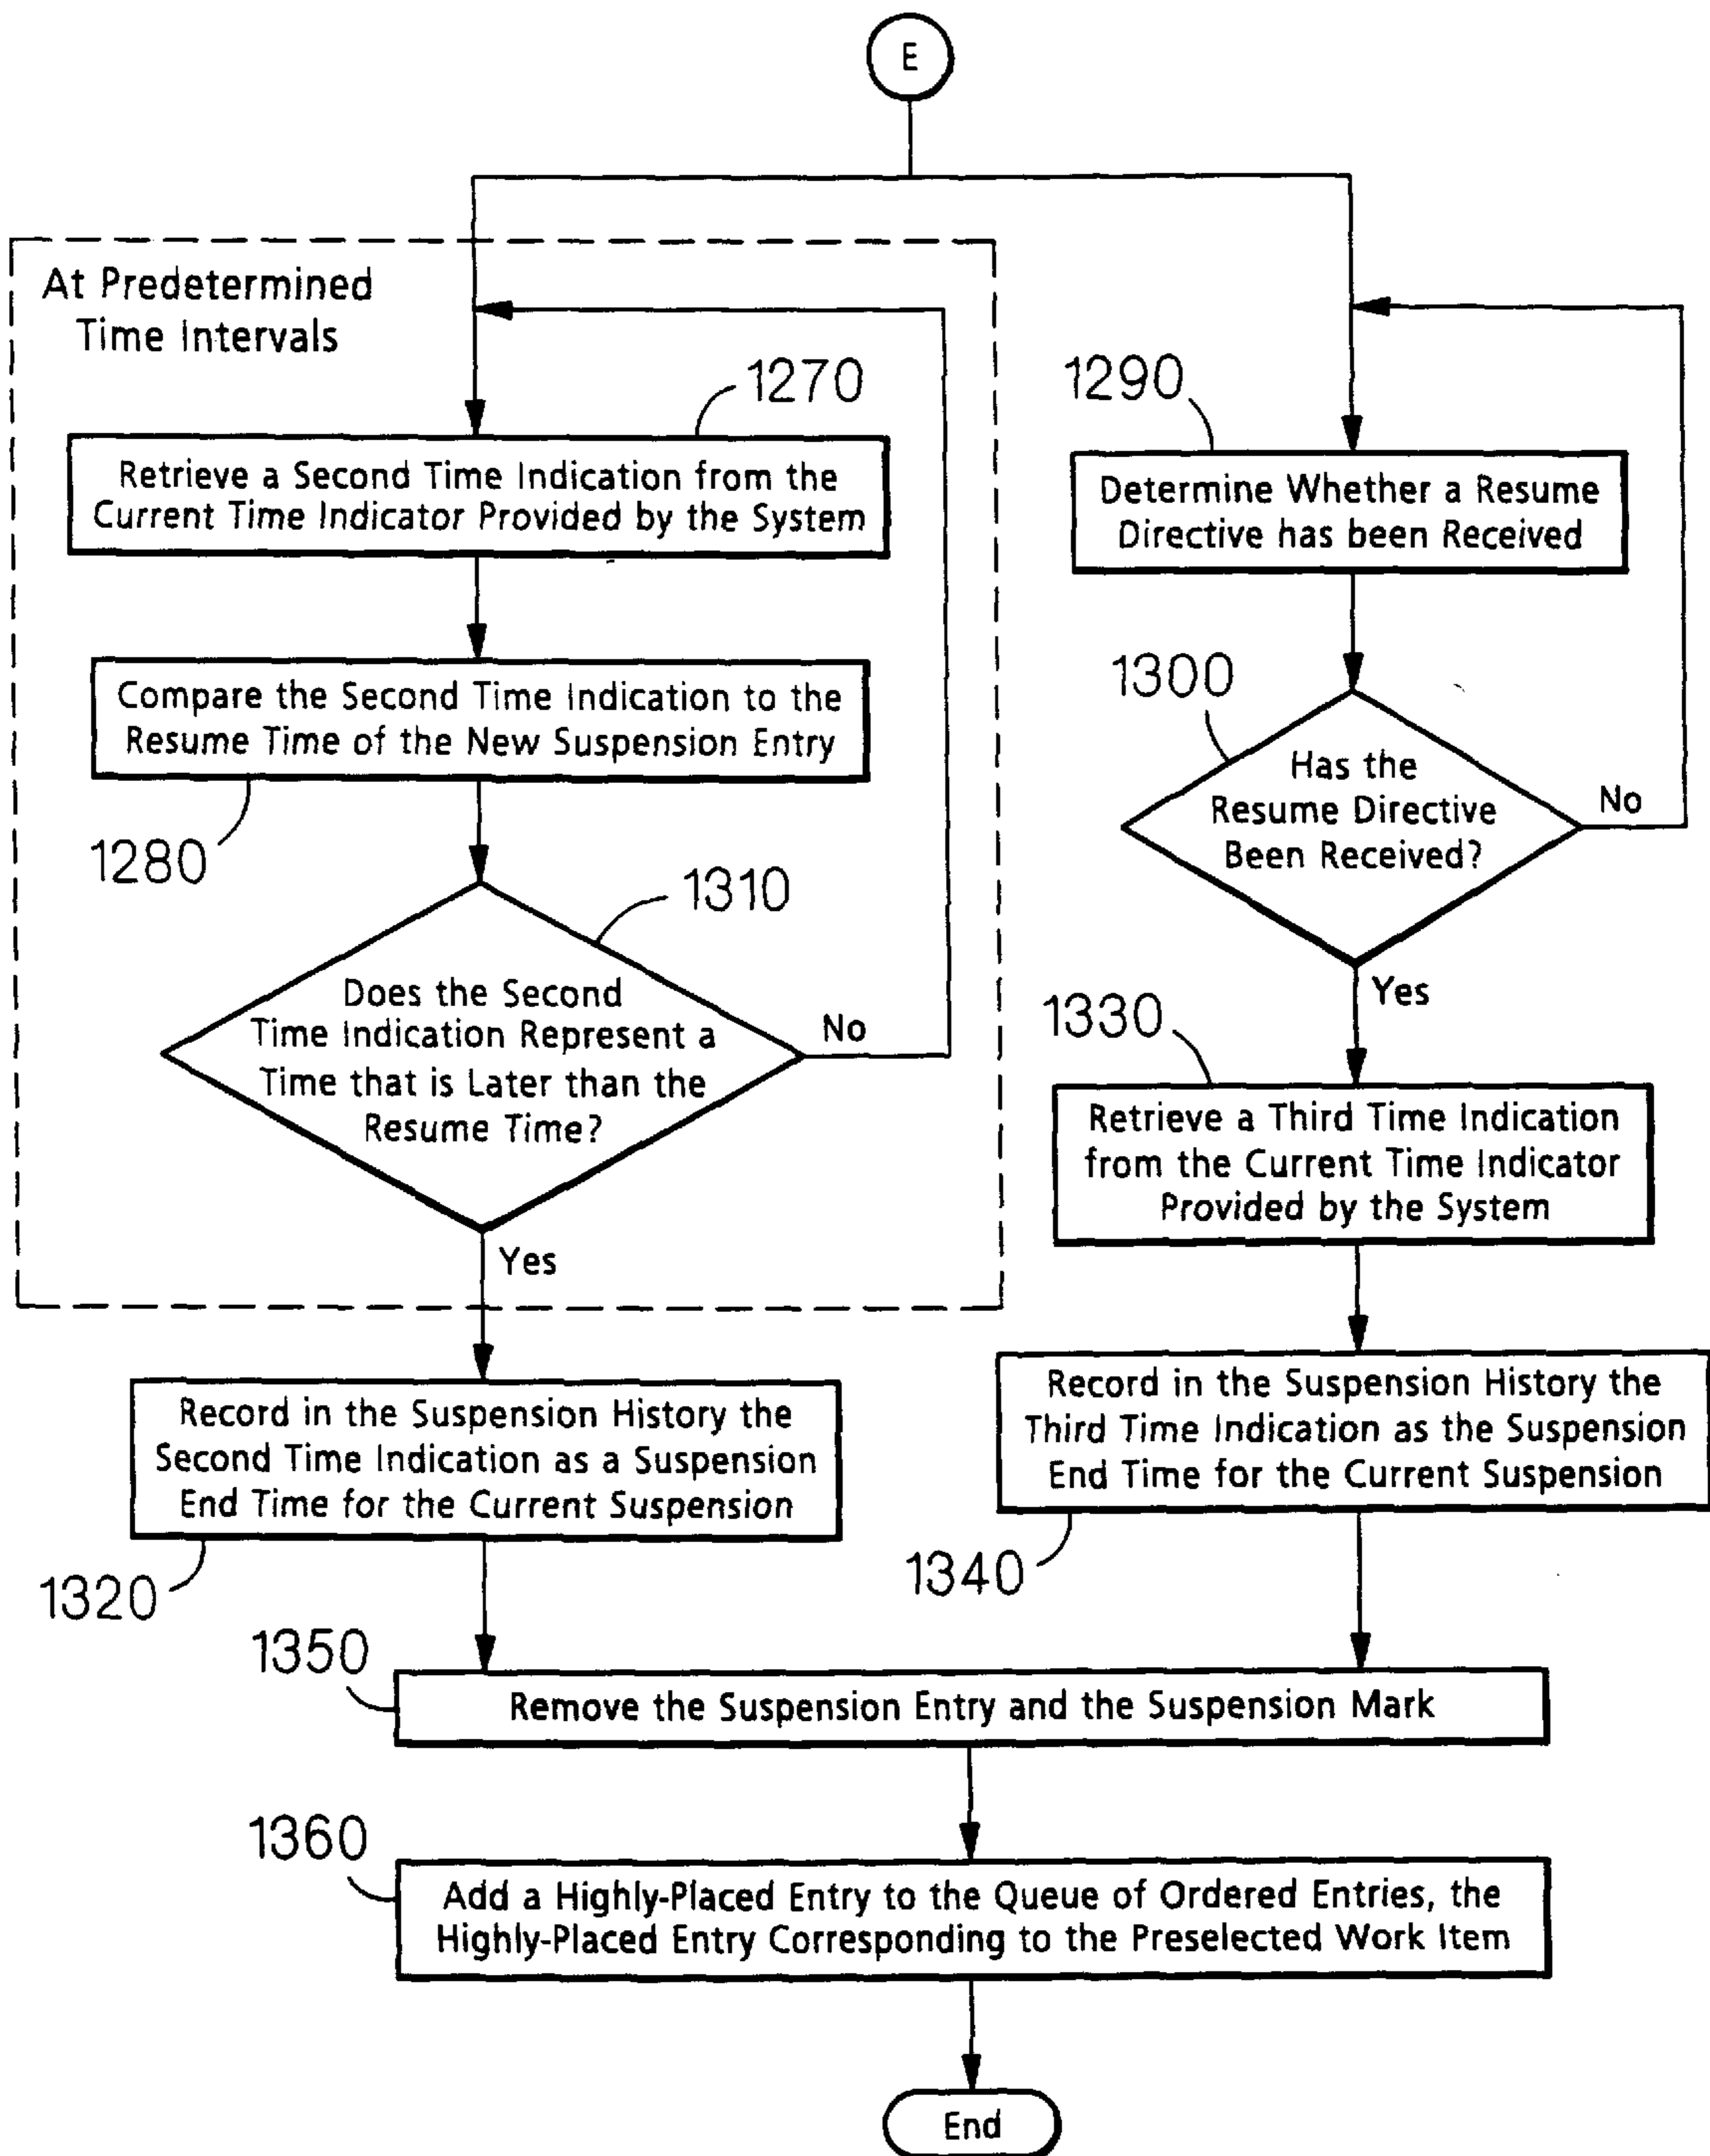 E
At Predetermined
Time Intervals
1270
Retrieve a Second Time Indication from the
Current Time Indicator Provided by the System
Compare the Second Time Indication to the
Resume Time of the New Suspension Entry
1280
1310
Does the Second
Time Indication Represent a
Time that is Later than the
Resume Time?
No
Yes
Record in the Suspension History the
Second Time Indication as a Suspension
End Time for the Current Suspension
1320
1290
Determine Whether a Resume
Directive has been Received
1300
Has the
Resume Directive
Been Received?
No
Yes
1330
Retrieve a Third Time Indication
from the Current Time Indicator
Provided by the System
Record in the Suspension History the
Third Time Indication as the Suspension
End Time for the Current Suspension
1340
1350
Remove the Suspension Entry and the Suspension Mark
1360
Add a Highly-Placed Entry to the Queue of Ordered Entries, the
Highly-Placed Entry Corresponding to the Preselected Work Item
End